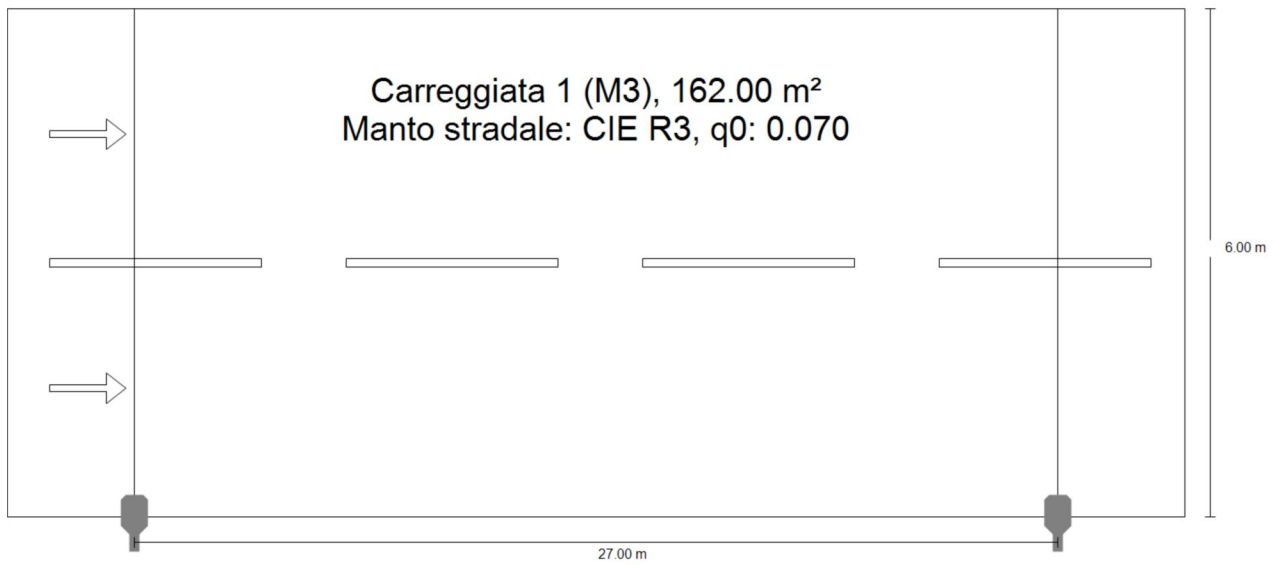 Carreggiata 1 (M3), 162.00 m²
Manto stradale: CIE R3, q0: 0.070
6.00 m
27.00 m